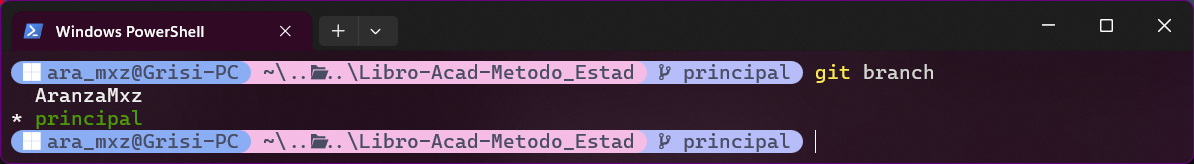 Windows PowerShell
ara_mxz@Grisi-PC ~\..  ..\Libro-Acad-Metodo_Estad principal git branch
AranzaMxz
* principal
ara_mxz@Grisi-PC ~\..  ..\Libro-Acad-Metodo_Estad principal